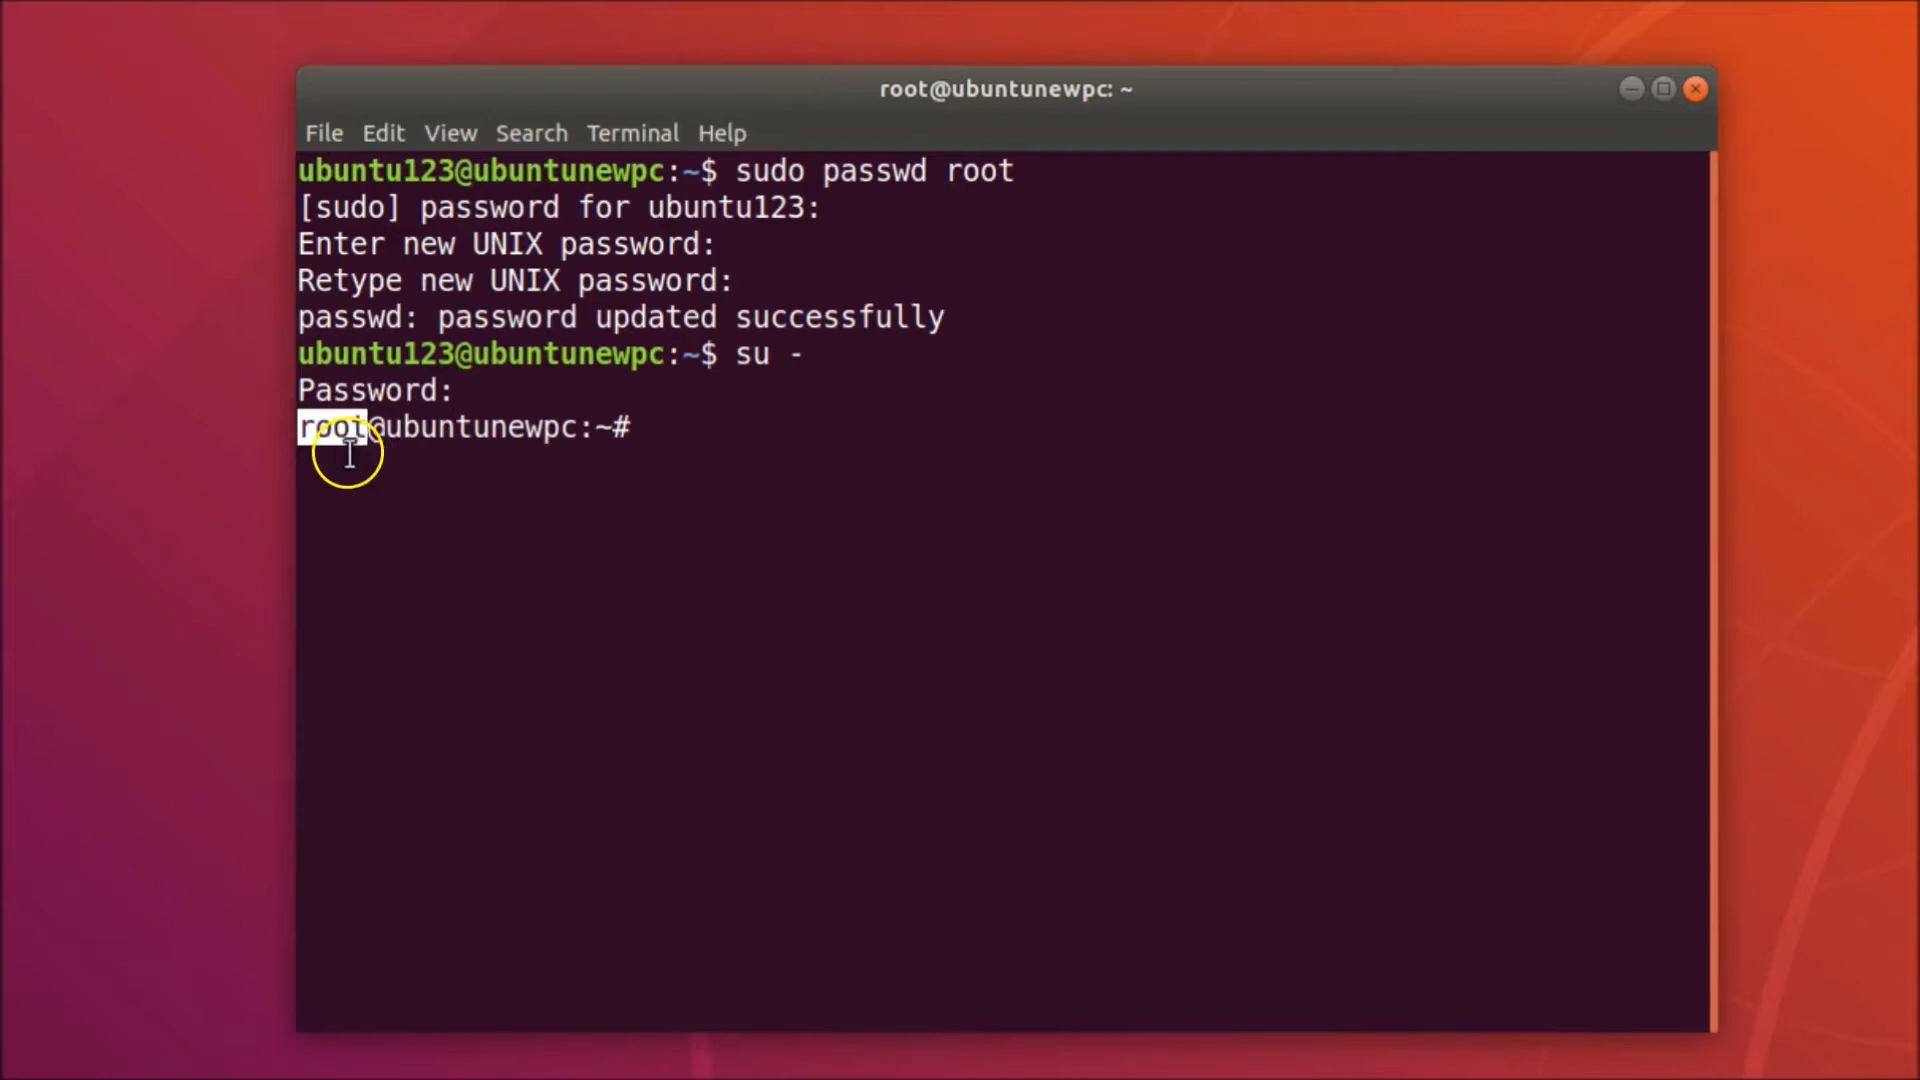 root@ubuntunewpc: ~
File Edit View Search Terminal Help
ubuntu123@ubuntunewpc:~$ sudo passwd root
[sudo] password for ubuntu123:
Enter new UNIX password:
Retype new UNIX password:
passwd: password updated successfully
ubuntu123@ubuntunewpc:~$ su -
Password:
root@ubuntunewpc:~#